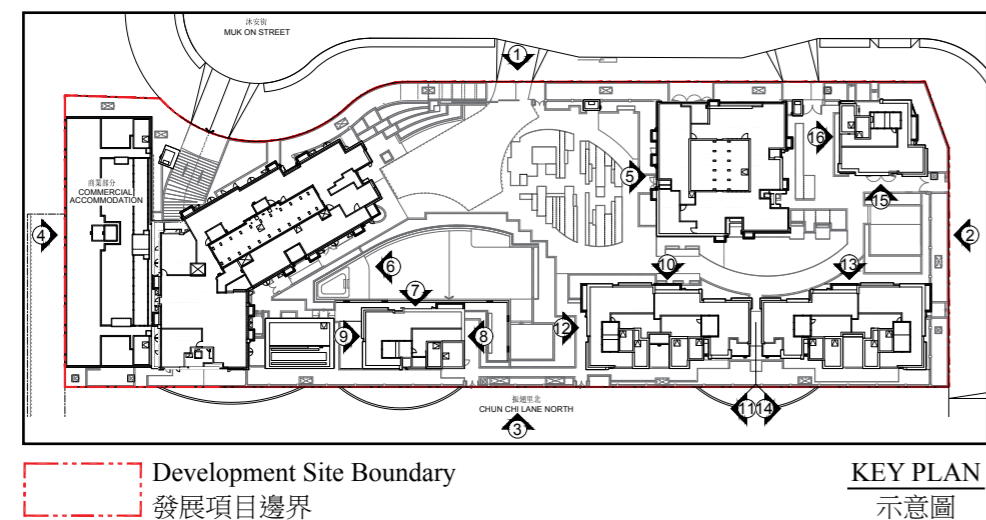 沐安街
MUK ON STREET
1
16
商業部分
COMMERCIAL
ACCOMMODATION
5
15
4
2
6
10
13
7
12
9
8
11 14
振迎里北
CHUN CHI LANE NORTH
3
Development Site Boundary
發展項目邊界
KEY PLAN
示意圖